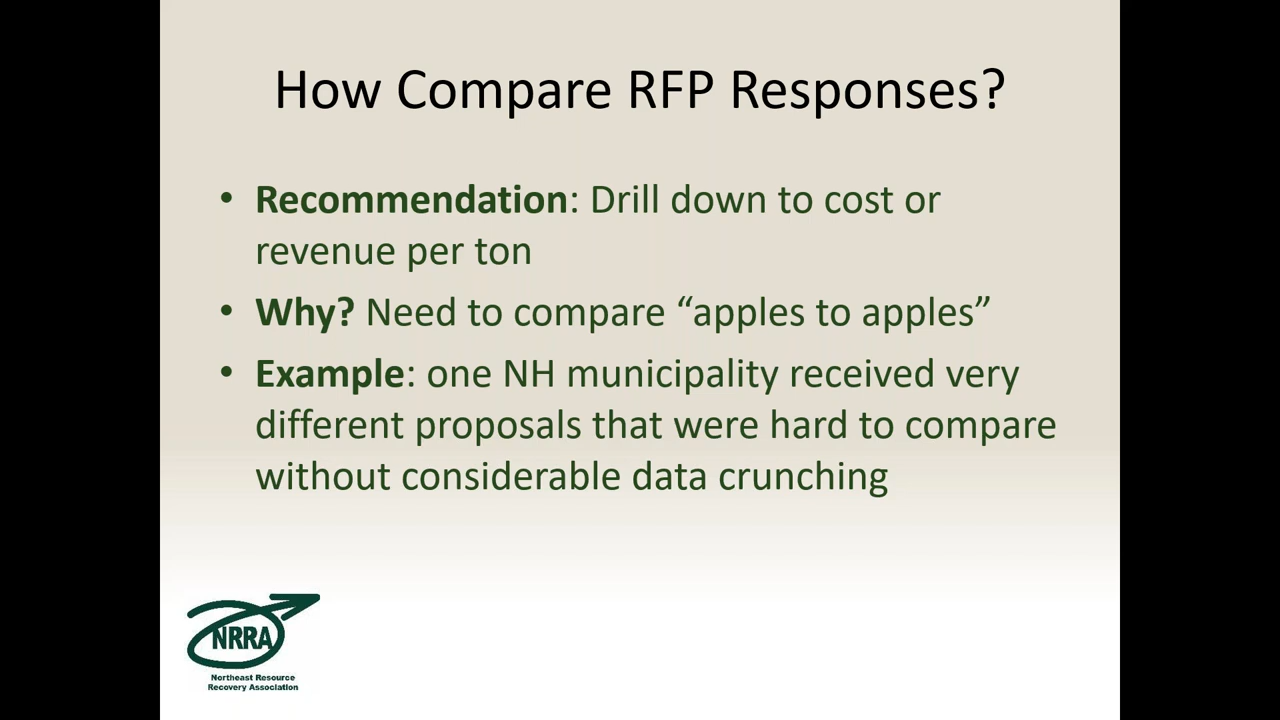 How Compare RFP Responses?
• Recommendation: Drill down to cost or
revenue per ton
• Why? Need to compare “apples to apples”
• Example: one NH municipality received very
different proposals that were hard to compare
without considerable data crunching
NRRA
Northeast Resource
Recovery Association